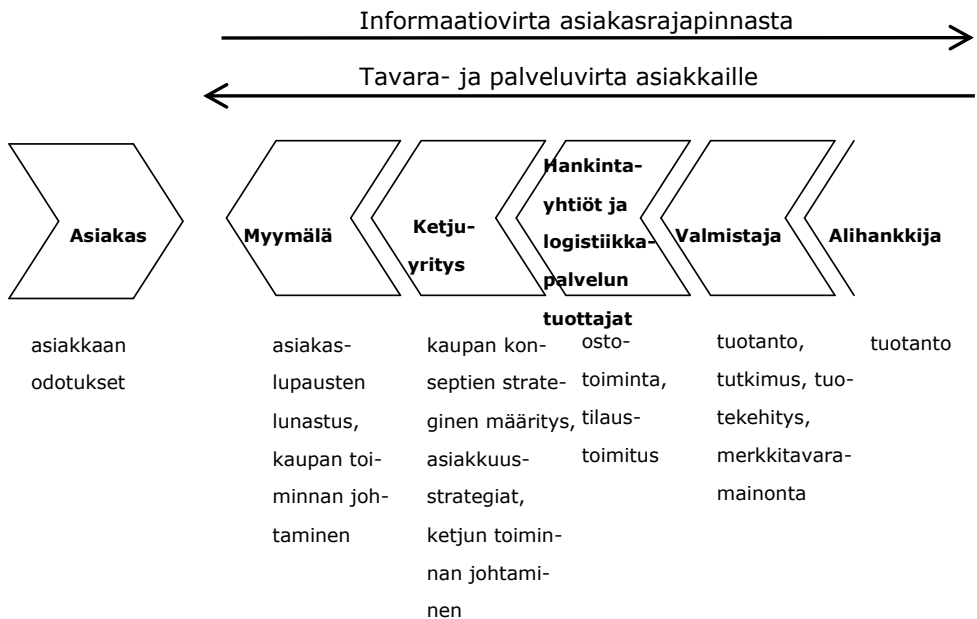 Informaatiovirta asiakasrajapinnasta
Tavara- ja palveluvirta asiakkaille
Asiakas
Myymälä
Ketju-
yritys
Hankinta-
yhtiöt ja
logistiikka-
palvelun
tuottajat
Valmistaja
Alihankkija
asiakkaan
odotukset
asiakas-
lupausten
lunastus,
kaupan toi-
minnan joh-
taminen
kaupan kon-
septien strate-
ginen määritys,
asiakkuus-
strategiat,
ketjun toimin-
nan johtami-
nen
osto-
toiminta,
tilaus-
toimitus
tuotanto,
tutkimus, tuo-
tekehitys,
merkkitavara-
mainonta
tuotanto